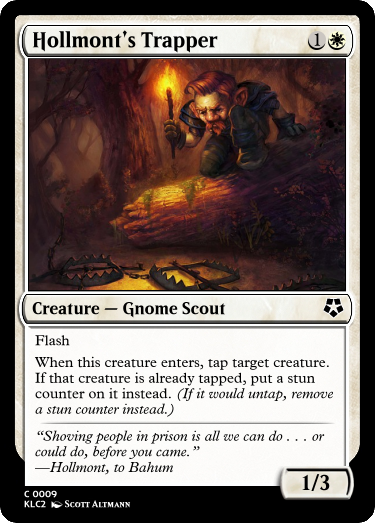 Hollmont's Trapper 1
Creature — Gnome Scout
Flash
When this creature enters, tap target creature.
If that creature is already tapped, put a stun
counter on it instead. (If it would untap, remove
a stun counter instead.)
“Shoving people in prison is all we can do . . . or
could do, before you came.”
—Hollmont, to Bahum
1/3
C 0009
KLC2 Scott Altmann